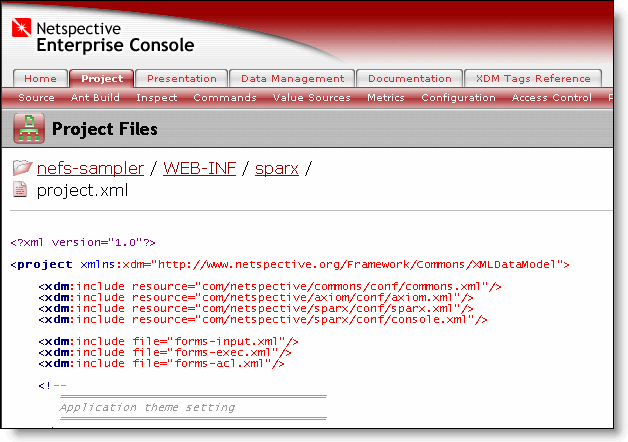 Netspective
Enterprise Console
Home Project Presentation Data Management Documentation XDM Tags Reference
Source Ant Build Inspect Commands Value Sources Metrics Configuration Access Control
Project Files
nefs-sampler / WEB-INF / sparx /
project.xml
<?xml version="1.0"?>
<project xmlns:xdm="http://www.netspective.org/Framework/Commons/XMLDataModel">
<xdm:include resource="com/netspective/commons/conf/commons.xml"/>
<xdm:include resource="com/netspective/axiom/conf/axiom.xml"/>
<xdm:include resource="com/netspective/sparx/conf/sparx.xml"/>
<xdm:include resource="com/netspective/sparx/conf/console.xml"/>
<xdm:include file="forms-input.xml"/>
<xdm:include file="forms-exec.xml"/>
<xdm:include file="forms-acl.xml"/>
<!--
========================================
Application theme setting
========================================